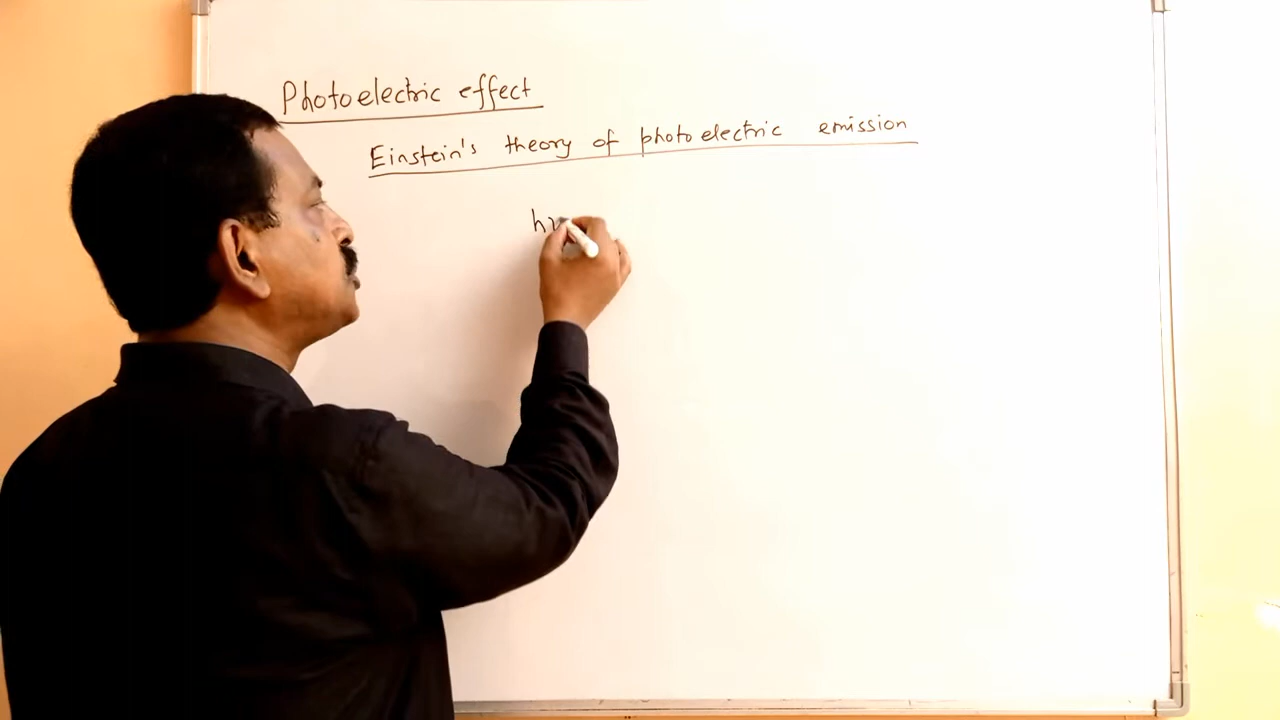 Photoelectric effect
Einstein's theory of photoelectric emission
hν